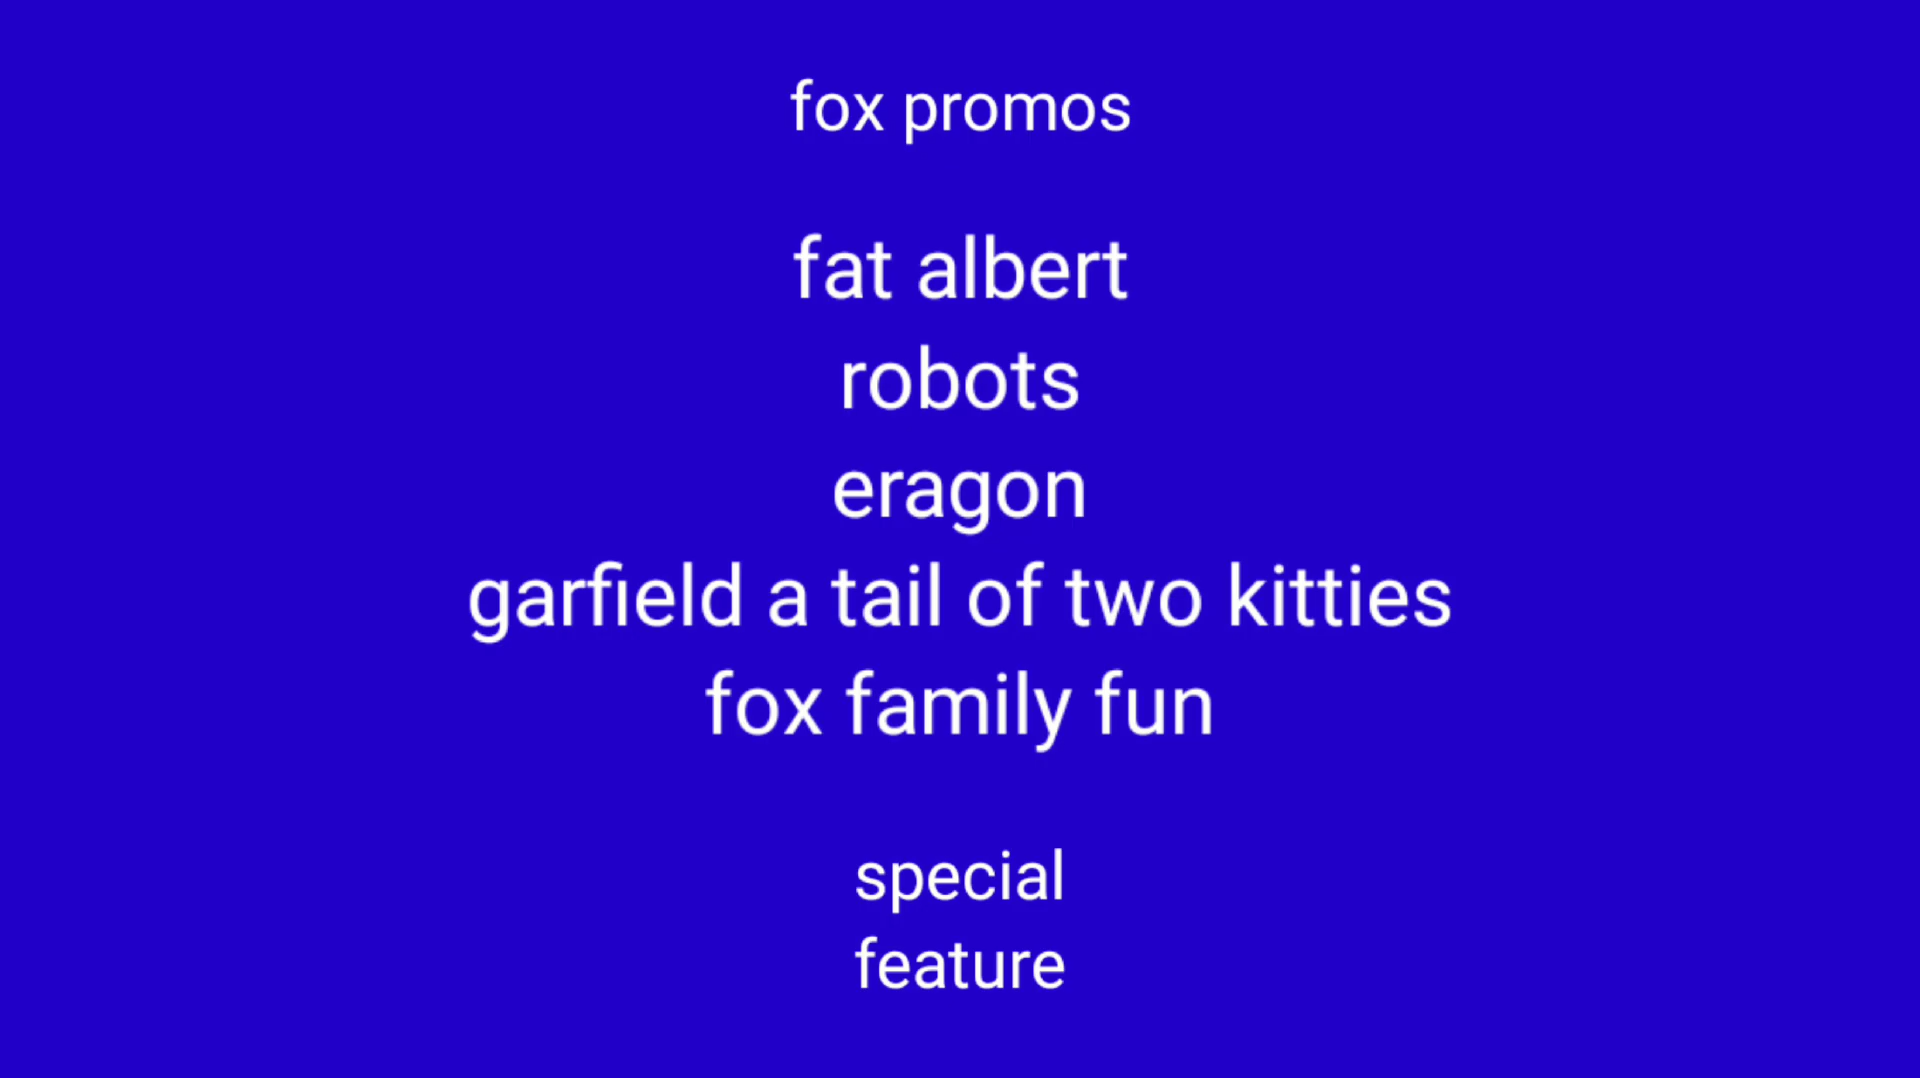 fox promos
fat albert
robots
eragon
garfield a tail of two kitties
fox family fun
special
feature